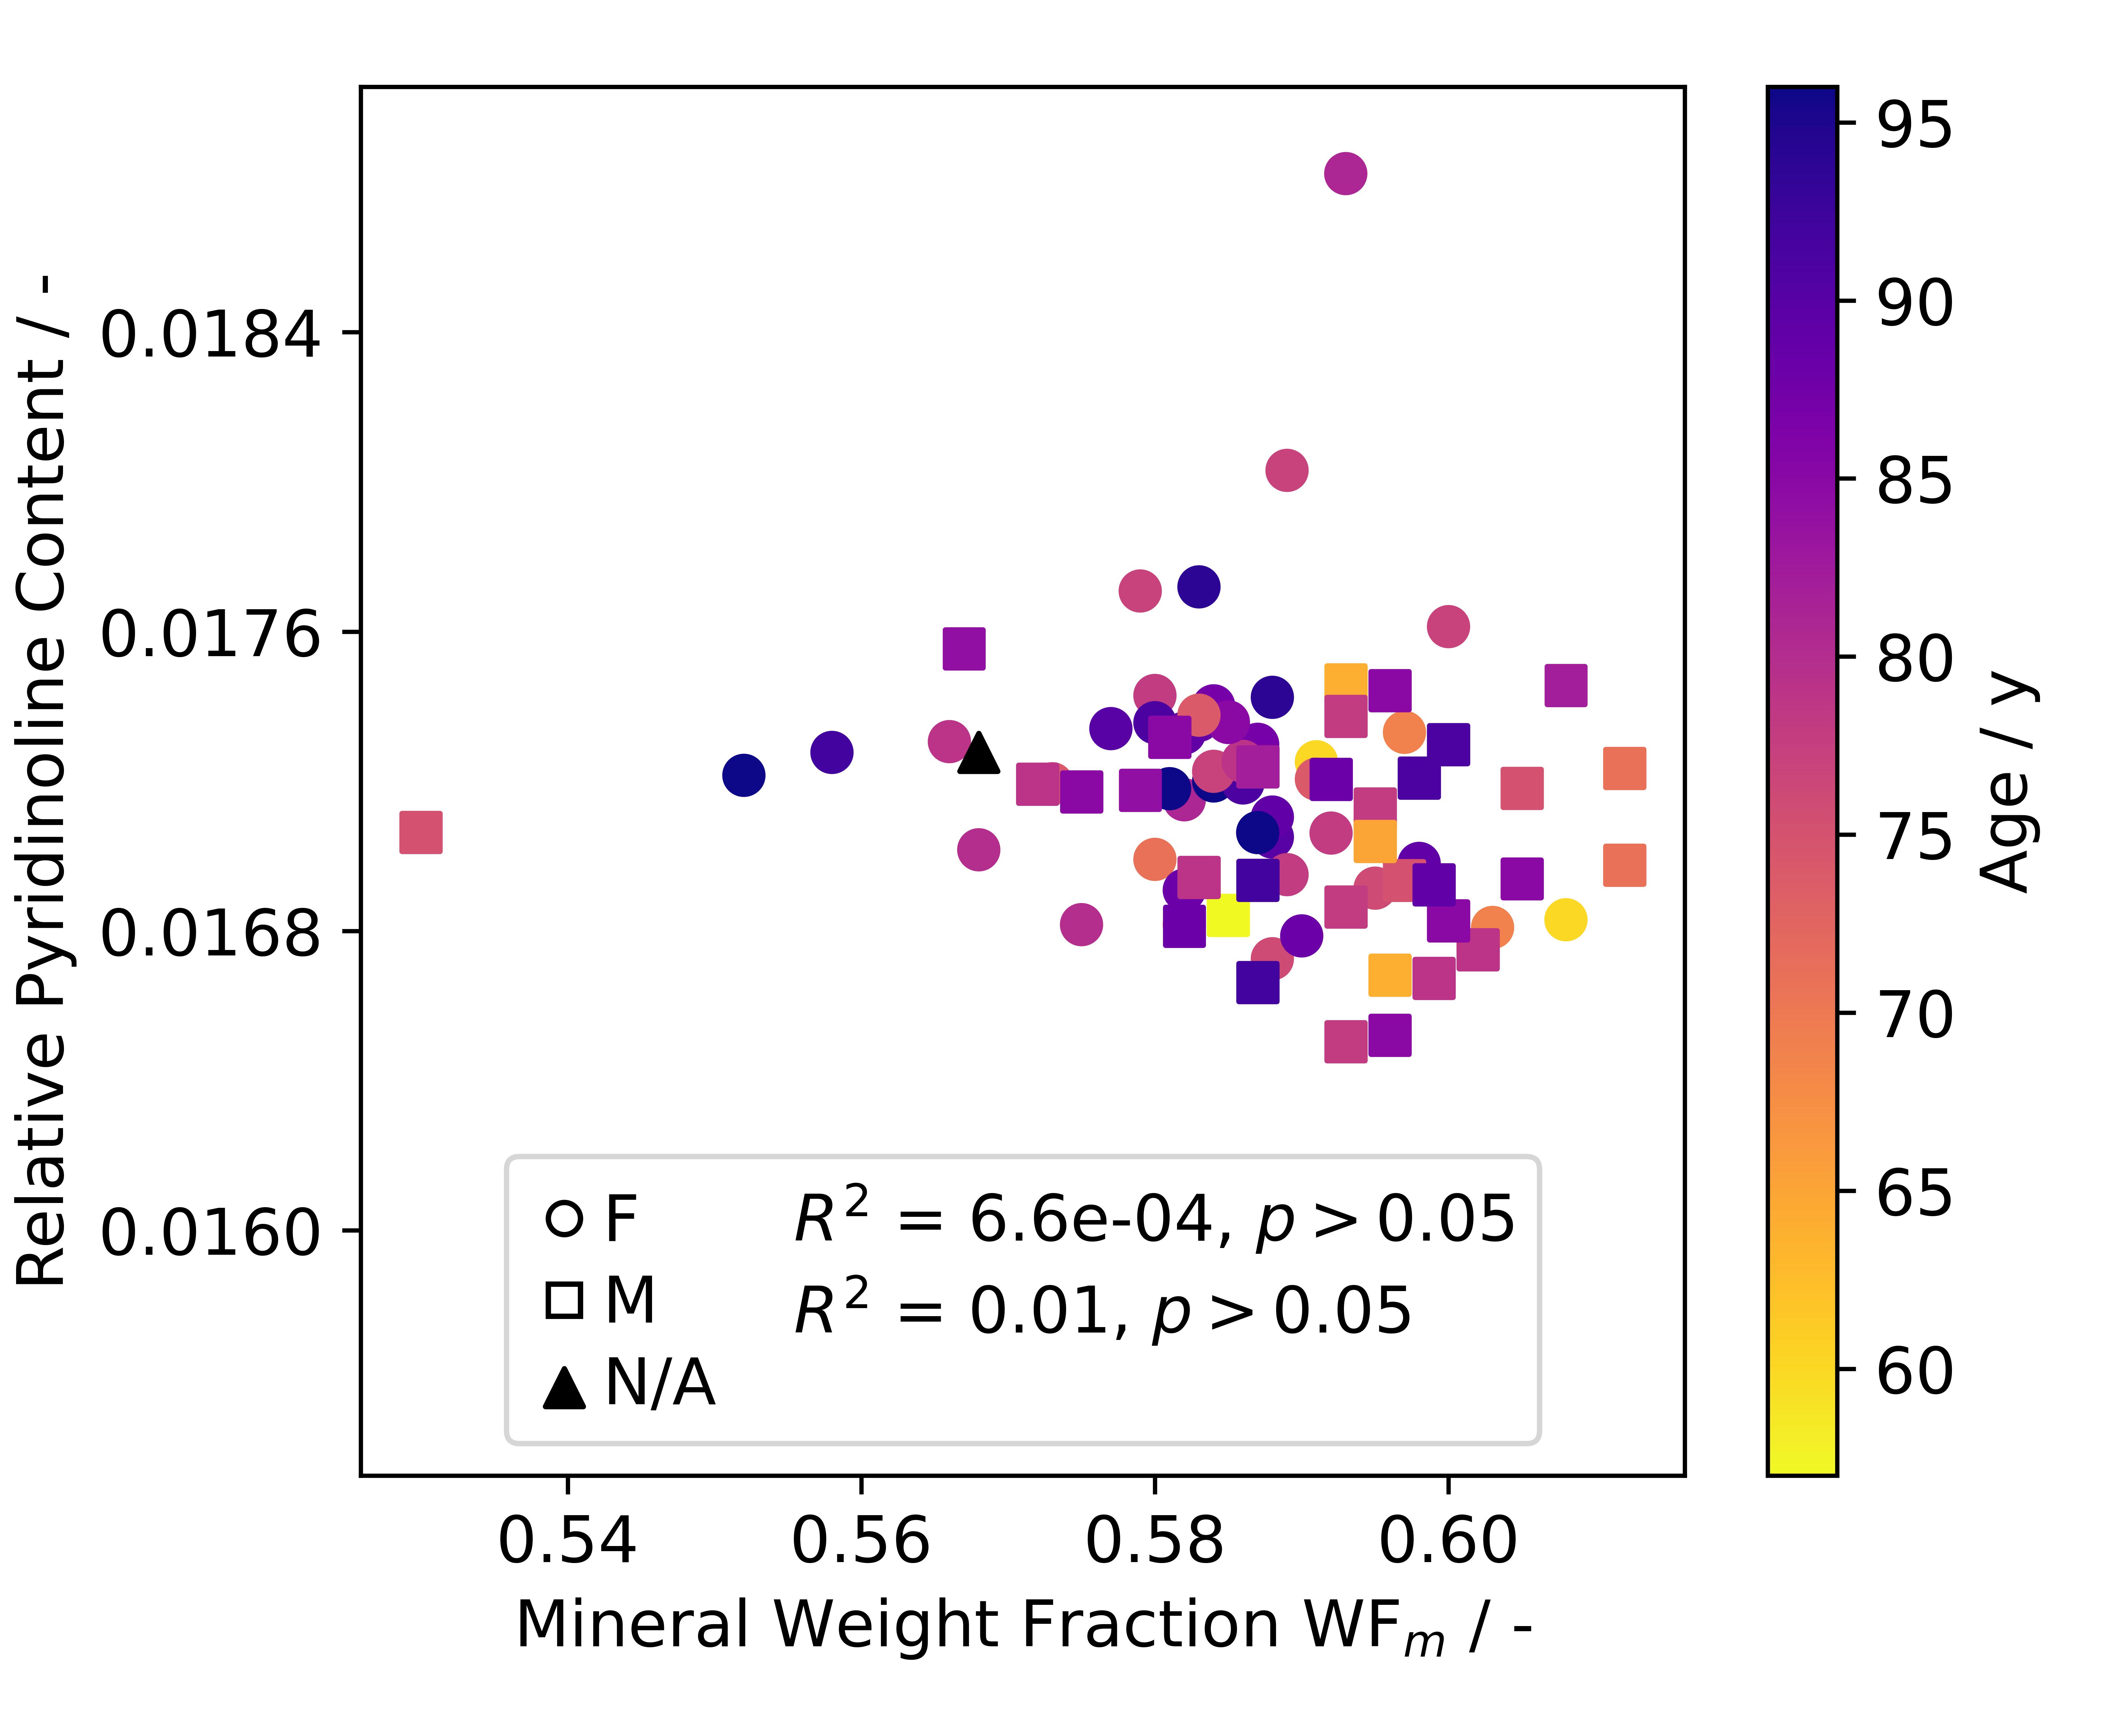 Relative Pyridinoline Content / -
0.0184
0.0176
0.0168
0.0160
F R² = 6.6e-04, p > 0.05
M R² = 0.01, p > 0.05
N/A
0.54 0.56 0.58 0.60
Mineral Weight Fraction WFₘ / -
95
90
85
80
75
70
65
60
Age / y